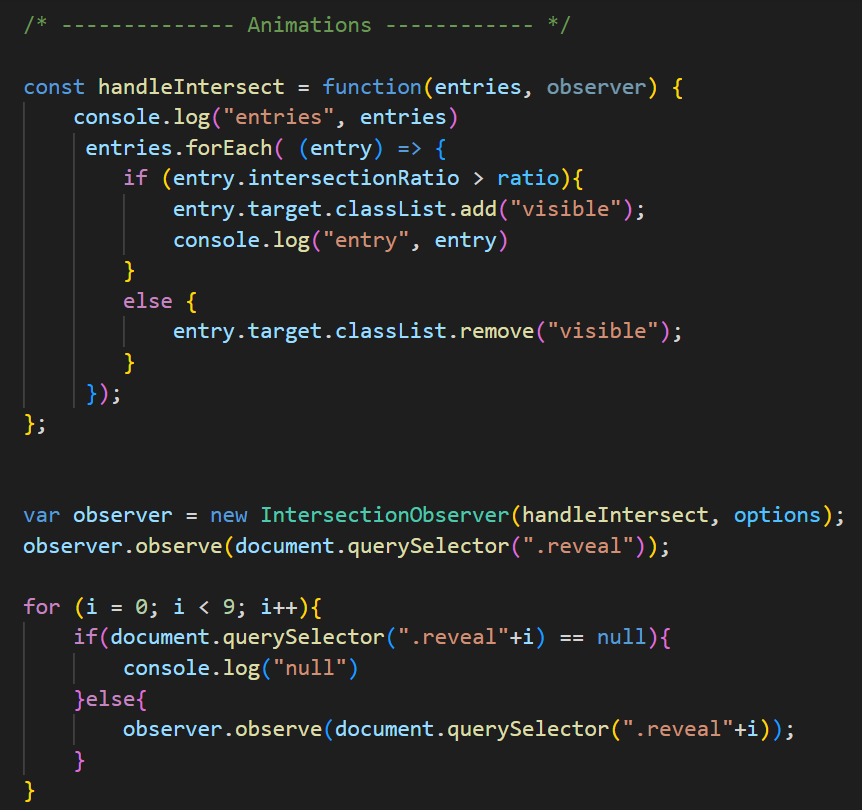 /* -------------- Animations ------------ */
const handleIntersect = function(entries, observer) {
console.log("entries", entries)
entries.forEach( (entry) => {
if (entry.intersectionRatio > ratio){
entry.target.classList.add("visible");
console.log("entry", entry)
}
else {
entry.target.classList.remove("visible");
}
});
};
var observer = new IntersectionObserver(handleIntersect, options);
observer.observe(document.querySelector(".reveal"));
for (i = 0; i < 9; i++){
if(document.querySelector(".reveal"+i) == null){
console.log("null")
}else{
observer.observe(document.querySelector(".reveal"+i));
}
}